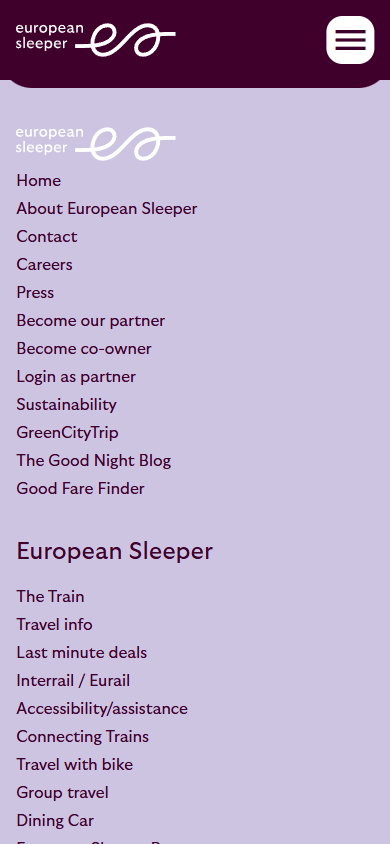 european
sleeper
european
sleeper
Home
About European Sleeper
Contact
Careers
Press
Become our partner
Become co-owner
Login as partner
Sustainability
GreenCityTrip
The Good Night Blog
Good Fare Finder
European Sleeper
The Train
Travel info
Last minute deals
Interrail / Eurail
Accessibility/assistance
Connecting Trains
Travel with bike
Group travel
Dining Car